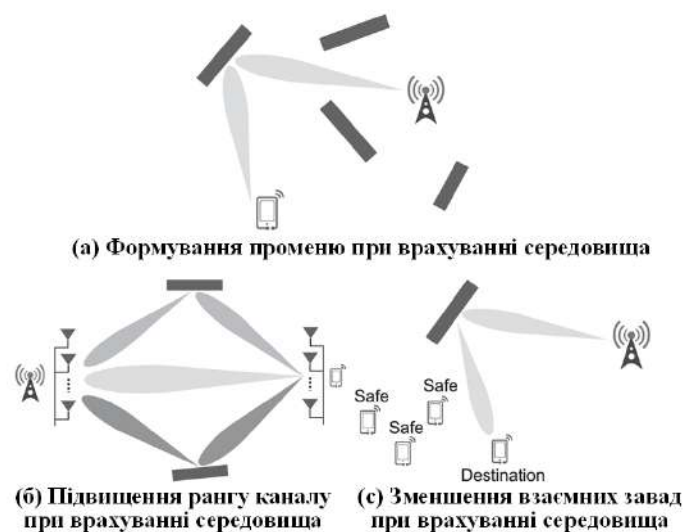 (а) Формування променю при врахуванні середовища
Safe
Safe
Safe
Destination
(б) Підвищення рангу каналу
при врахуванні середовища
(с) Зменшення взаємних завад
при врахуванні середовища